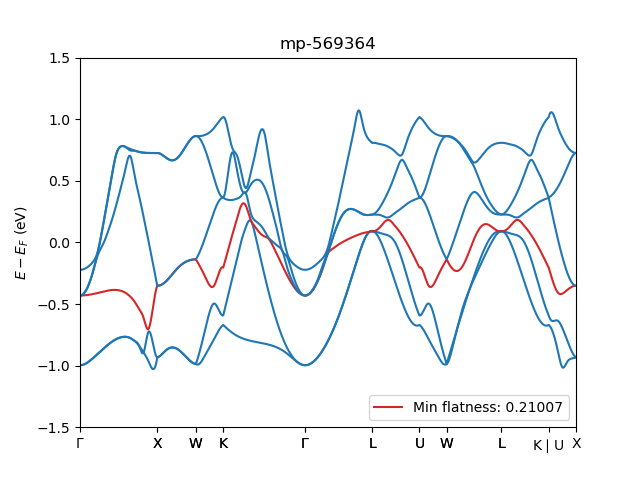 mp-569364
E − E_F (eV)
1.5
1.0
0.5
0.0
−0.5
−1.0
−1.5
Min flatness: 0.21007
Γ X W K Γ L U W L K | U X